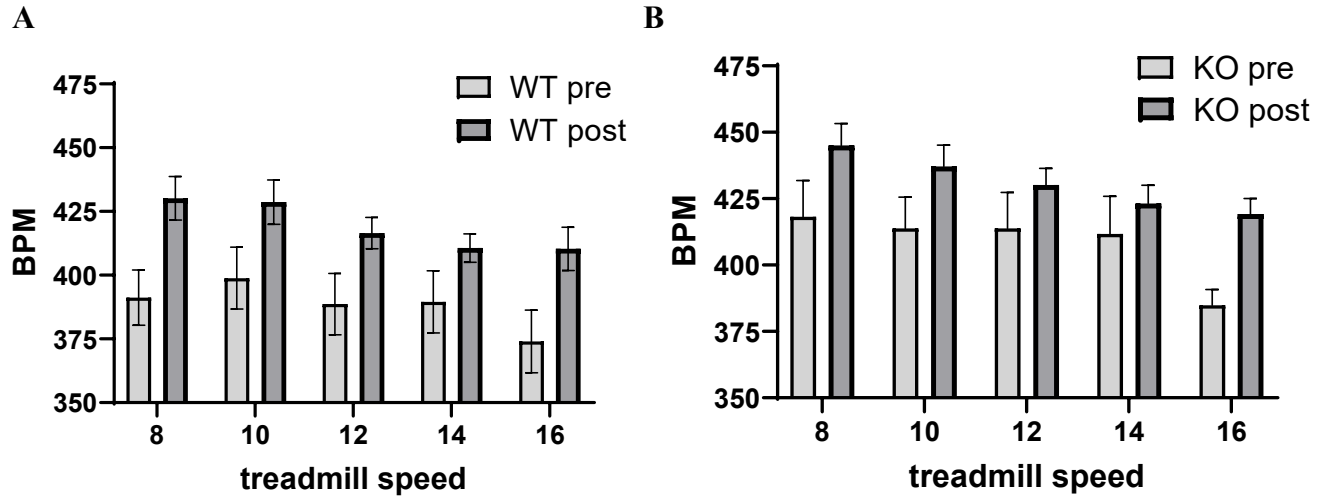 A
BPM
475
450
425
400
375
350
WT pre
WT post
8 10 12 14 16
treadmill speed
B
BPM
475
450
425
400
375
350
KO pre
KO post
8 10 12 14 16
treadmill speed